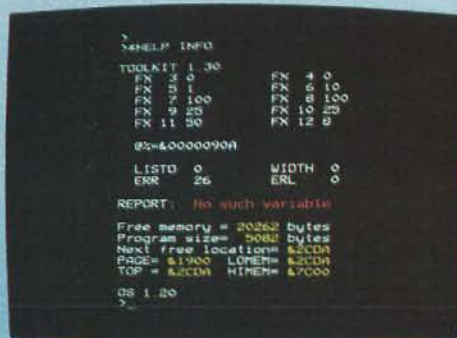 >
>*HELP INFO
TOOLKIT 1.30
FX 3 0 FX 4 0
FX 5 1 FX 6 10
FX 7 100 FX 8 100
FX 9 25 FX 10 25
FX 11 50 FX 12 8
@%=&0000090A
LISTO 0 WIDTH 0
ERR 26 ERL 0
REPORT: No such variable
Free memory = 20262 bytes
Program size= 5082 bytes
Next free location= &2CDA
PAGE= &1900 LOMEM= &2CDA
TOP = &2CDA HIMEM= &7C00
OS 1.20
>_